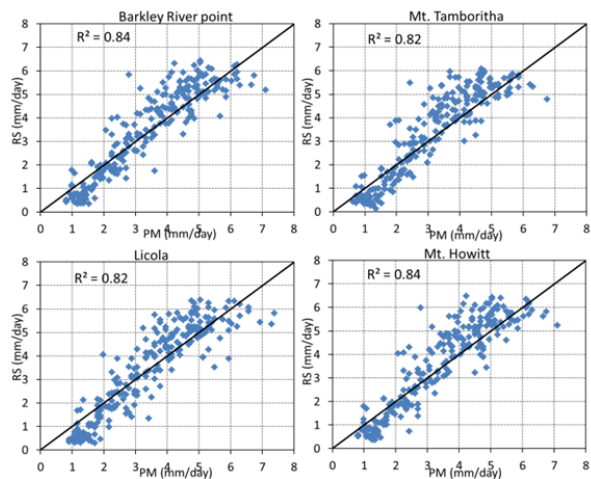 Barkley River point
R² = 0.84
RS (mm/day)
8
7
6
5
4
3
2
1
0
0 1 2 3 4 5 6 7 8
PM (mm/day)
Mt. Tamboritha
R² = 0.82
RS (mm/day)
8
7
6
5
4
3
2
1
0
0 1 2 3 4 5 6 7 8
PM (mm/day)
Licola
R² = 0.82
RS (mm/day)
8
7
6
5
4
3
2
1
0
0 1 2 3 4 5 6 7 8
PM (mm/day)
Mt. Howitt
R² = 0.84
RS (mm/day)
8
7
6
5
4
3
2
1
0
0 1 2 3 4 5 6 7 8
PM (mm/day)